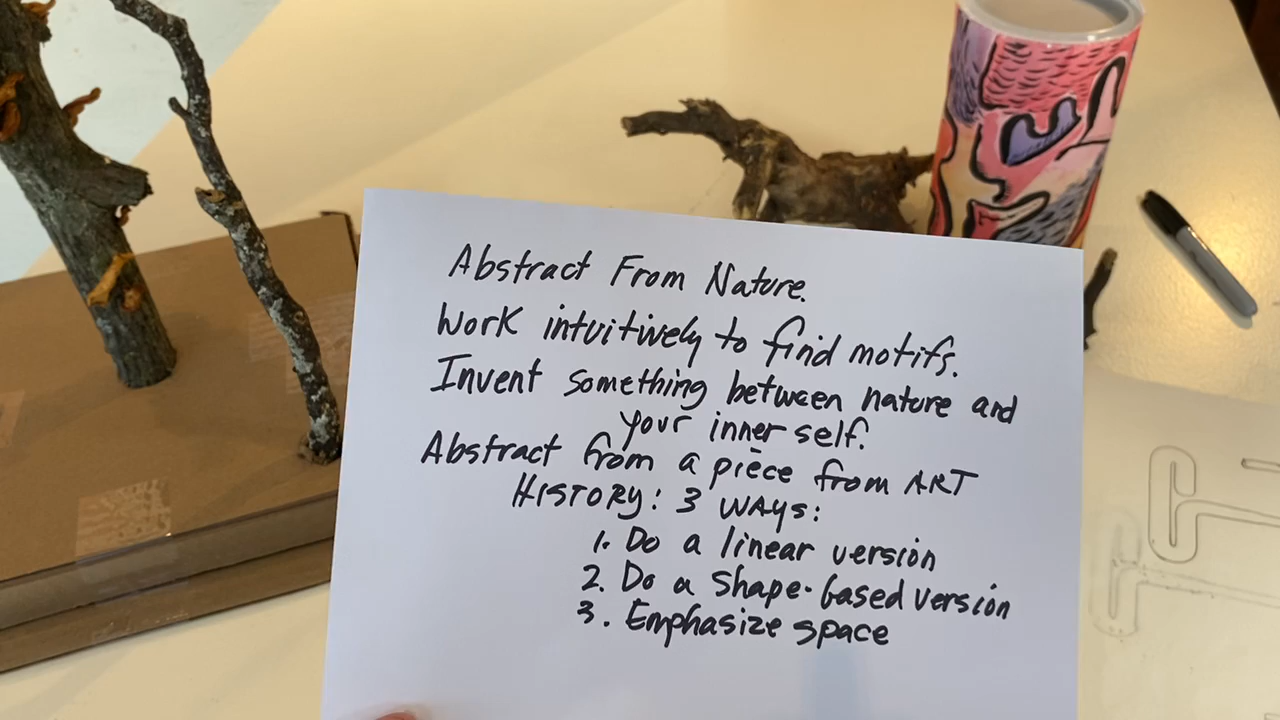 Abstract From Nature.
Work intuitively to find motifs.
Invent something between nature and
your inner self.
Abstract from a piece from ART
HISTORY: 3 WAYS:
1. Do a linear version
2. Do a shape-based version
3. Emphasize space